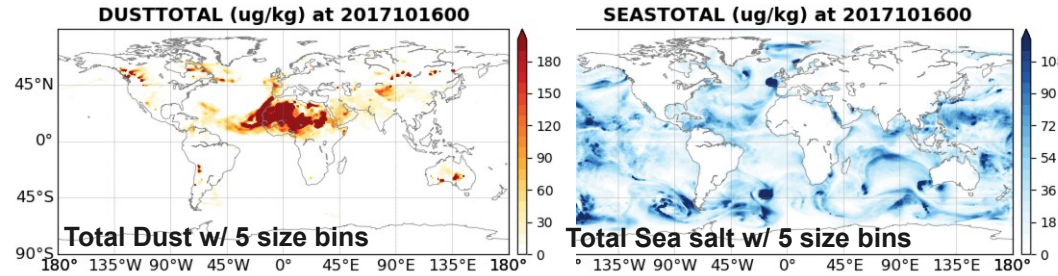 DUSTTOTAL (ug/kg) at 2017101600
45°N
0°
45°S
90°S
180°
135°W
90°W
45°W
0°
45°E
90°E
135°E
180°
180
150
120
90
60
30
0
Total Dust w/ 5 size bins
SEASTOTAL (ug/kg) at 2017101600
180°
135°W
90°W
45°W
0°
45°E
90°E
135°E
180°
90
72
54
36
18
0
Total Sea salt w/ 5 size bins